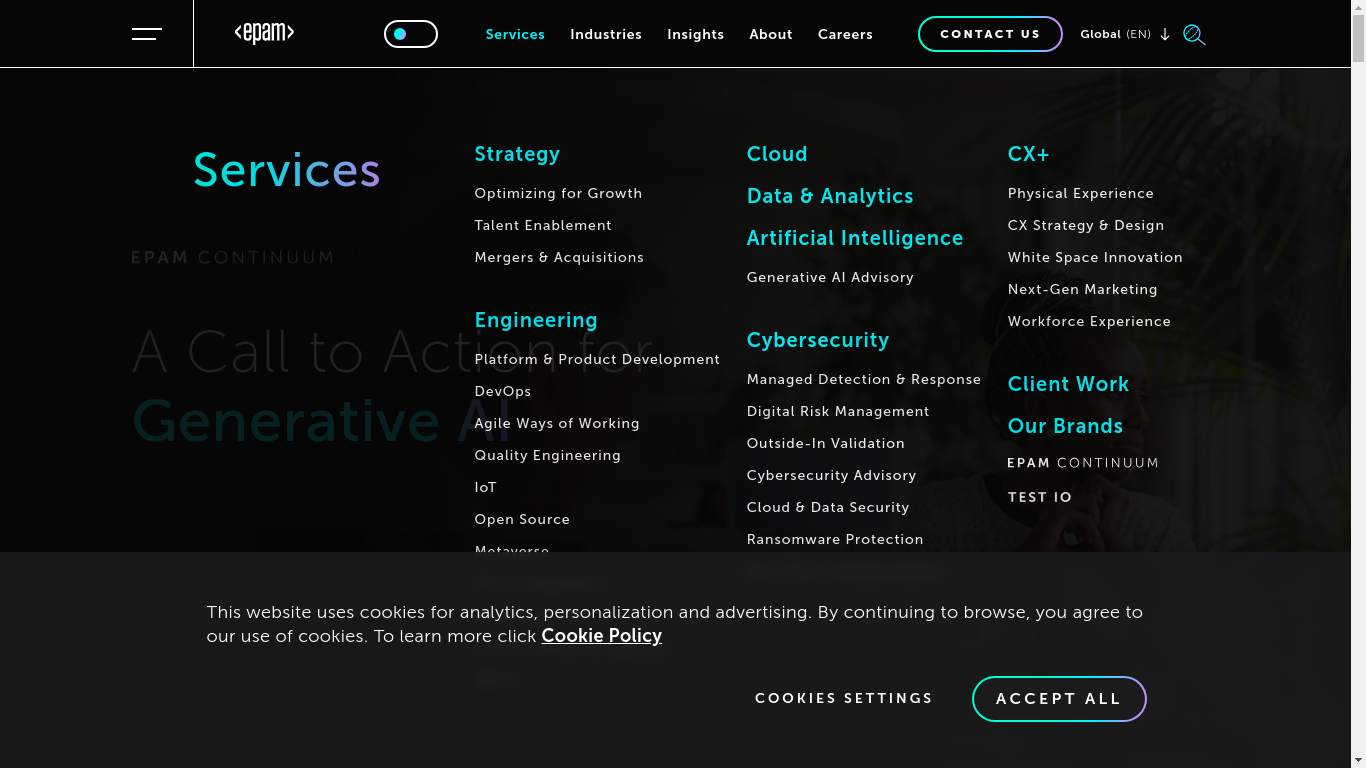 <epam>
Services
Industries
Insights
About
Careers
CONTACT US
Global (EN)
Services
EPAM CONTINUUM
A Call to Action for
Generative AI
Strategy
Optimizing for Growth
Talent Enablement
Mergers & Acquisitions
Engineering
Platform & Product Development
DevOps
Agile Ways of Working
Quality Engineering
IoT
Open Source
Metaverse
Cloud
Data & Analytics
Artificial Intelligence
Generative AI Advisory
Cybersecurity
Managed Detection & Response
Digital Risk Management
Outside-In Validation
Cybersecurity Advisory
Cloud & Data Security
Ransomware Protection
CX+
Physical Experience
CX Strategy & Design
White Space Innovation
Next-Gen Marketing
Workforce Experience
Client Work
Our Brands
EPAM CONTINUUM
TEST IO
This website uses cookies for analytics, personalization and advertising. By continuing to browse, you agree to
our use of cookies. To learn more click Cookie Policy
COOKIES SETTINGS
ACCEPT ALL